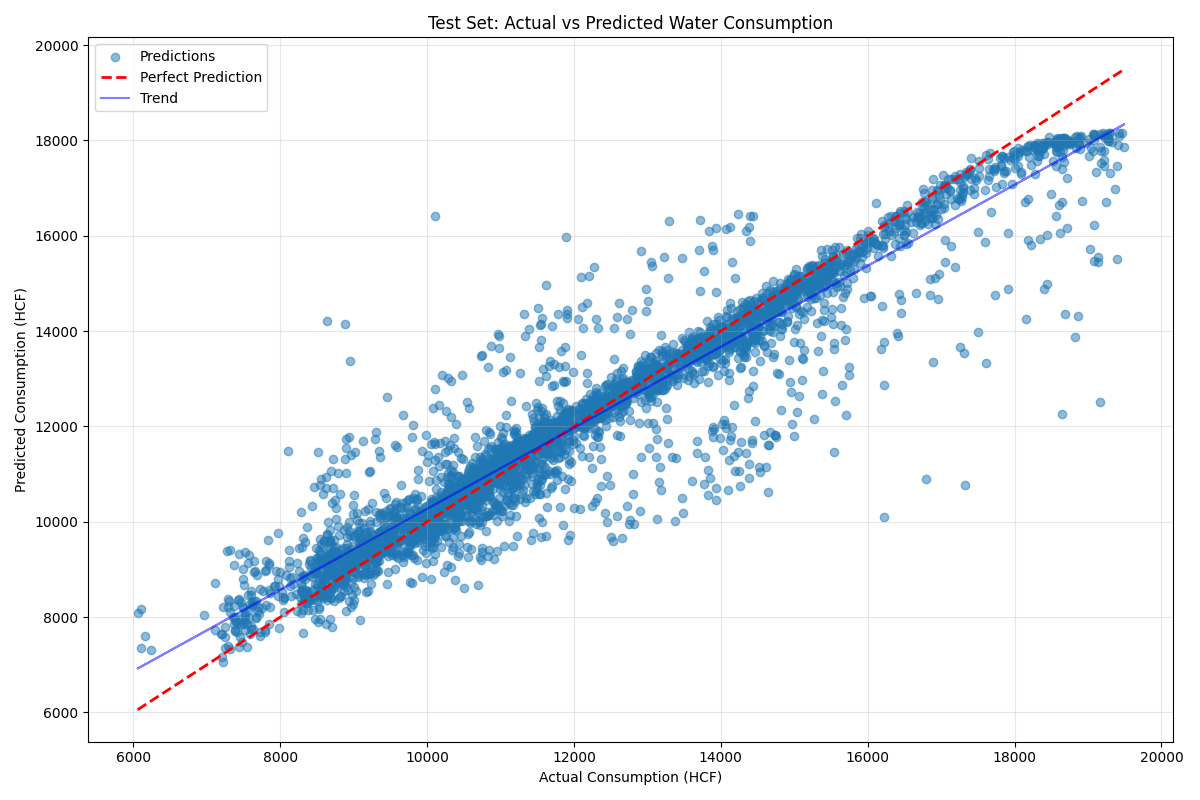 Test Set: Actual vs Predicted Water Consumption
Predictions
Perfect Prediction
Trend
20000
18000
16000
14000
12000
10000
8000
6000
Predicted Consumption (HCF)
6000 8000 10000 12000 14000 16000 18000 20000
Actual Consumption (HCF)